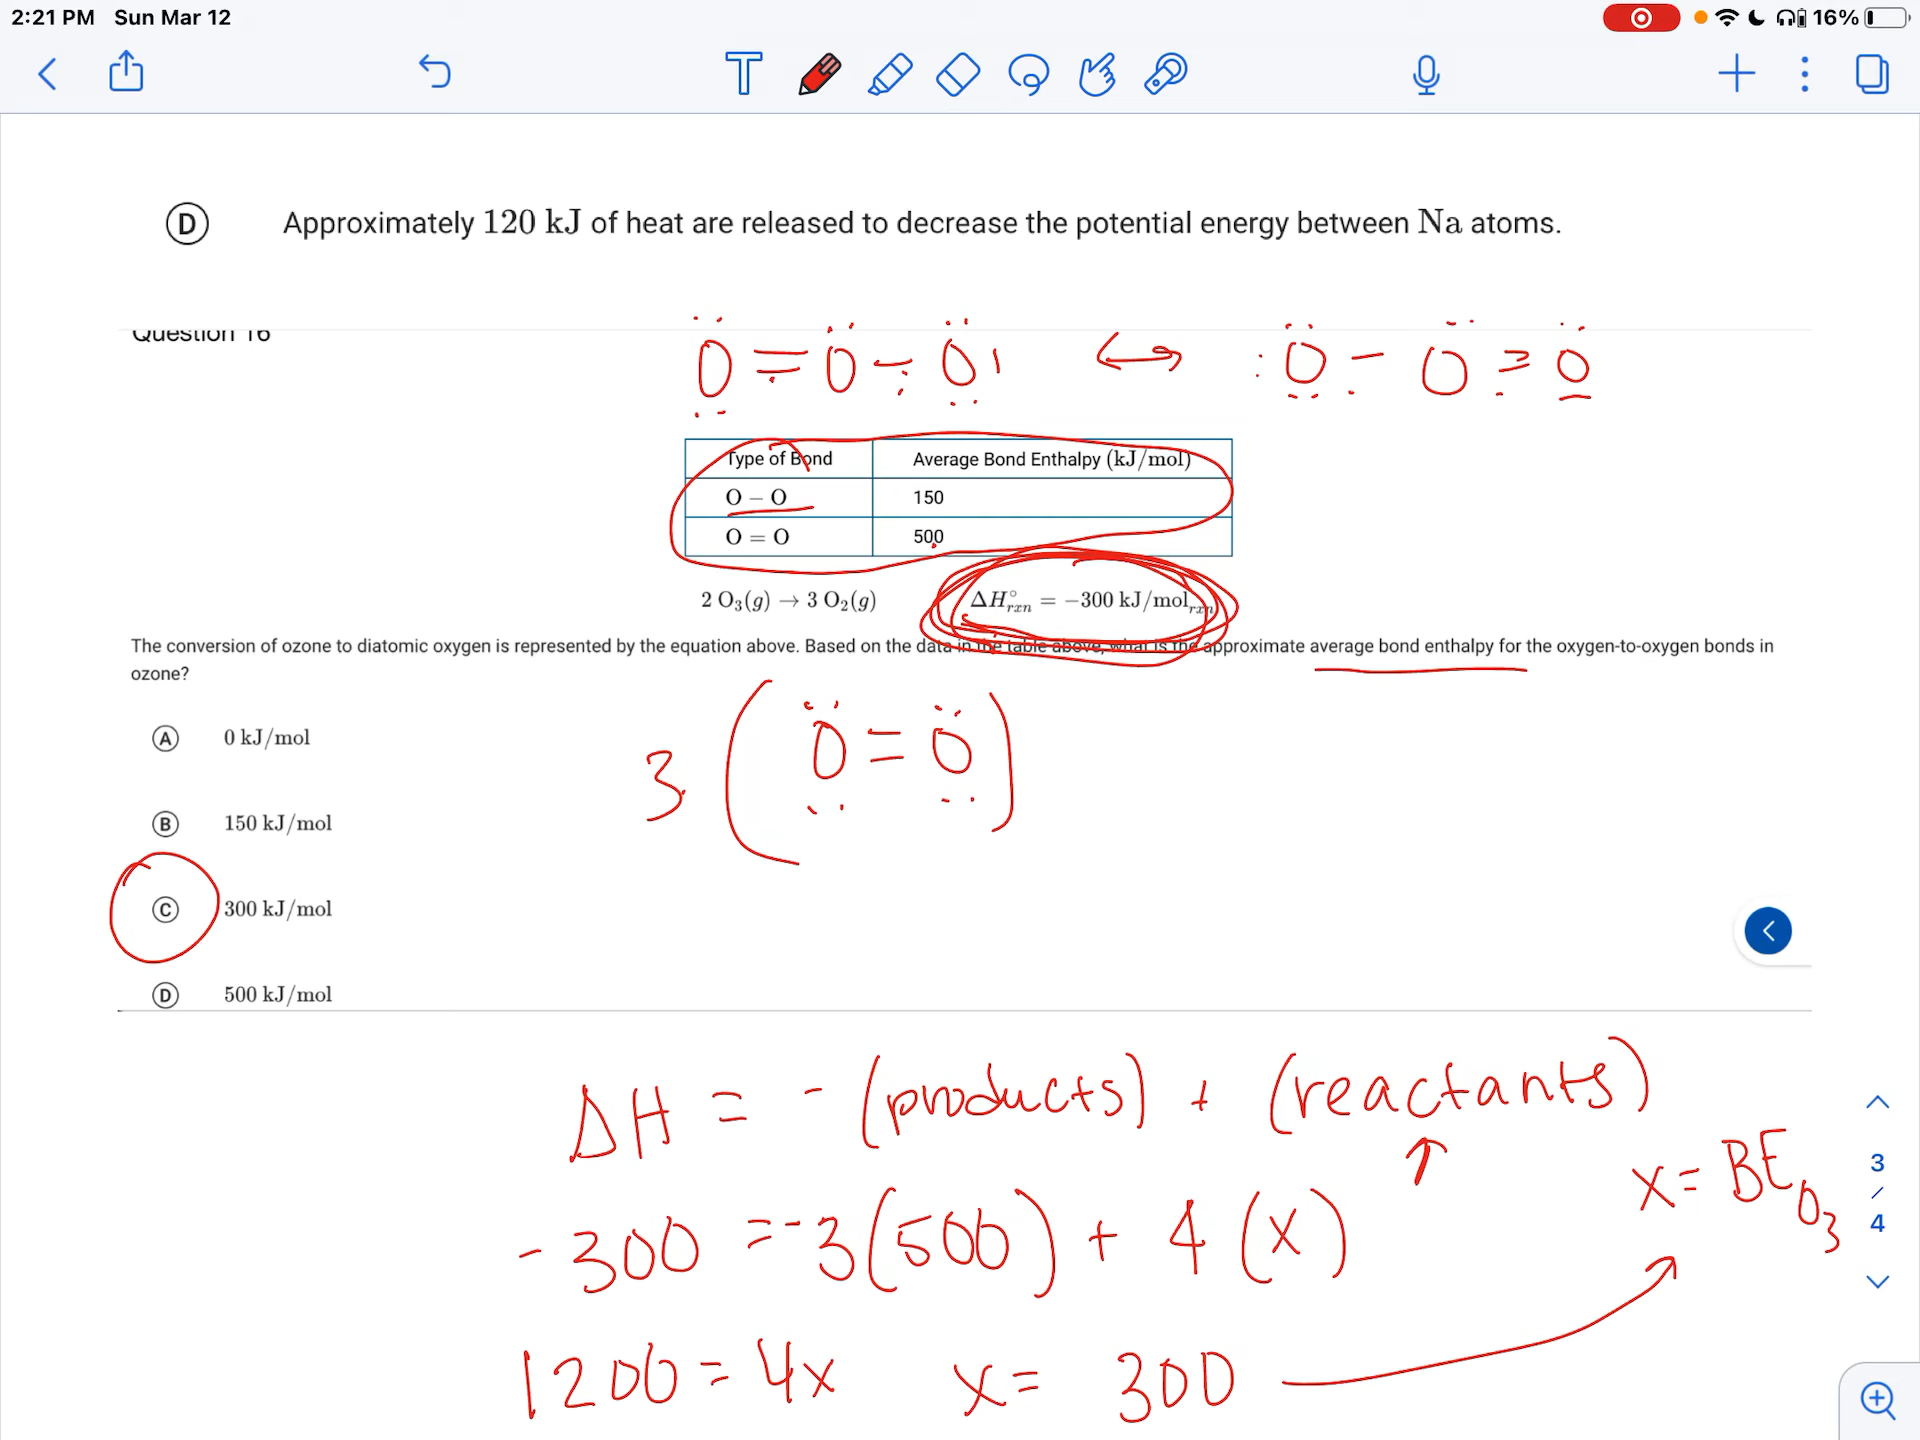 2:21 PM Sun Mar 12 16%
T
D Approximately 120 kJ of heat are released to decrease the potential energy between Na atoms.
Question 16
O = O - O ↔ :O - O = O
Type of Bond Average Bond Enthalpy (kJ/mol)
O − O 150
O = O 500
2 O₃(g) → 3 O₂(g) ΔH°rxn = −300 kJ/molrxn
The conversion of ozone to diatomic oxygen is represented by the equation above. Based on the data in the table above, what is the approximate average bond enthalpy for the oxygen-to-oxygen bonds in
ozone?
A 0 kJ/mol
3 (O = O)
B 150 kJ/mol
C 300 kJ/mol
D 500 kJ/mol
ΔH = - (products) + (reactants)
↑
x = BE O₃
- 300 = - 3(500) + 4 (x)
1200 = 4x x = 300
3
/
4